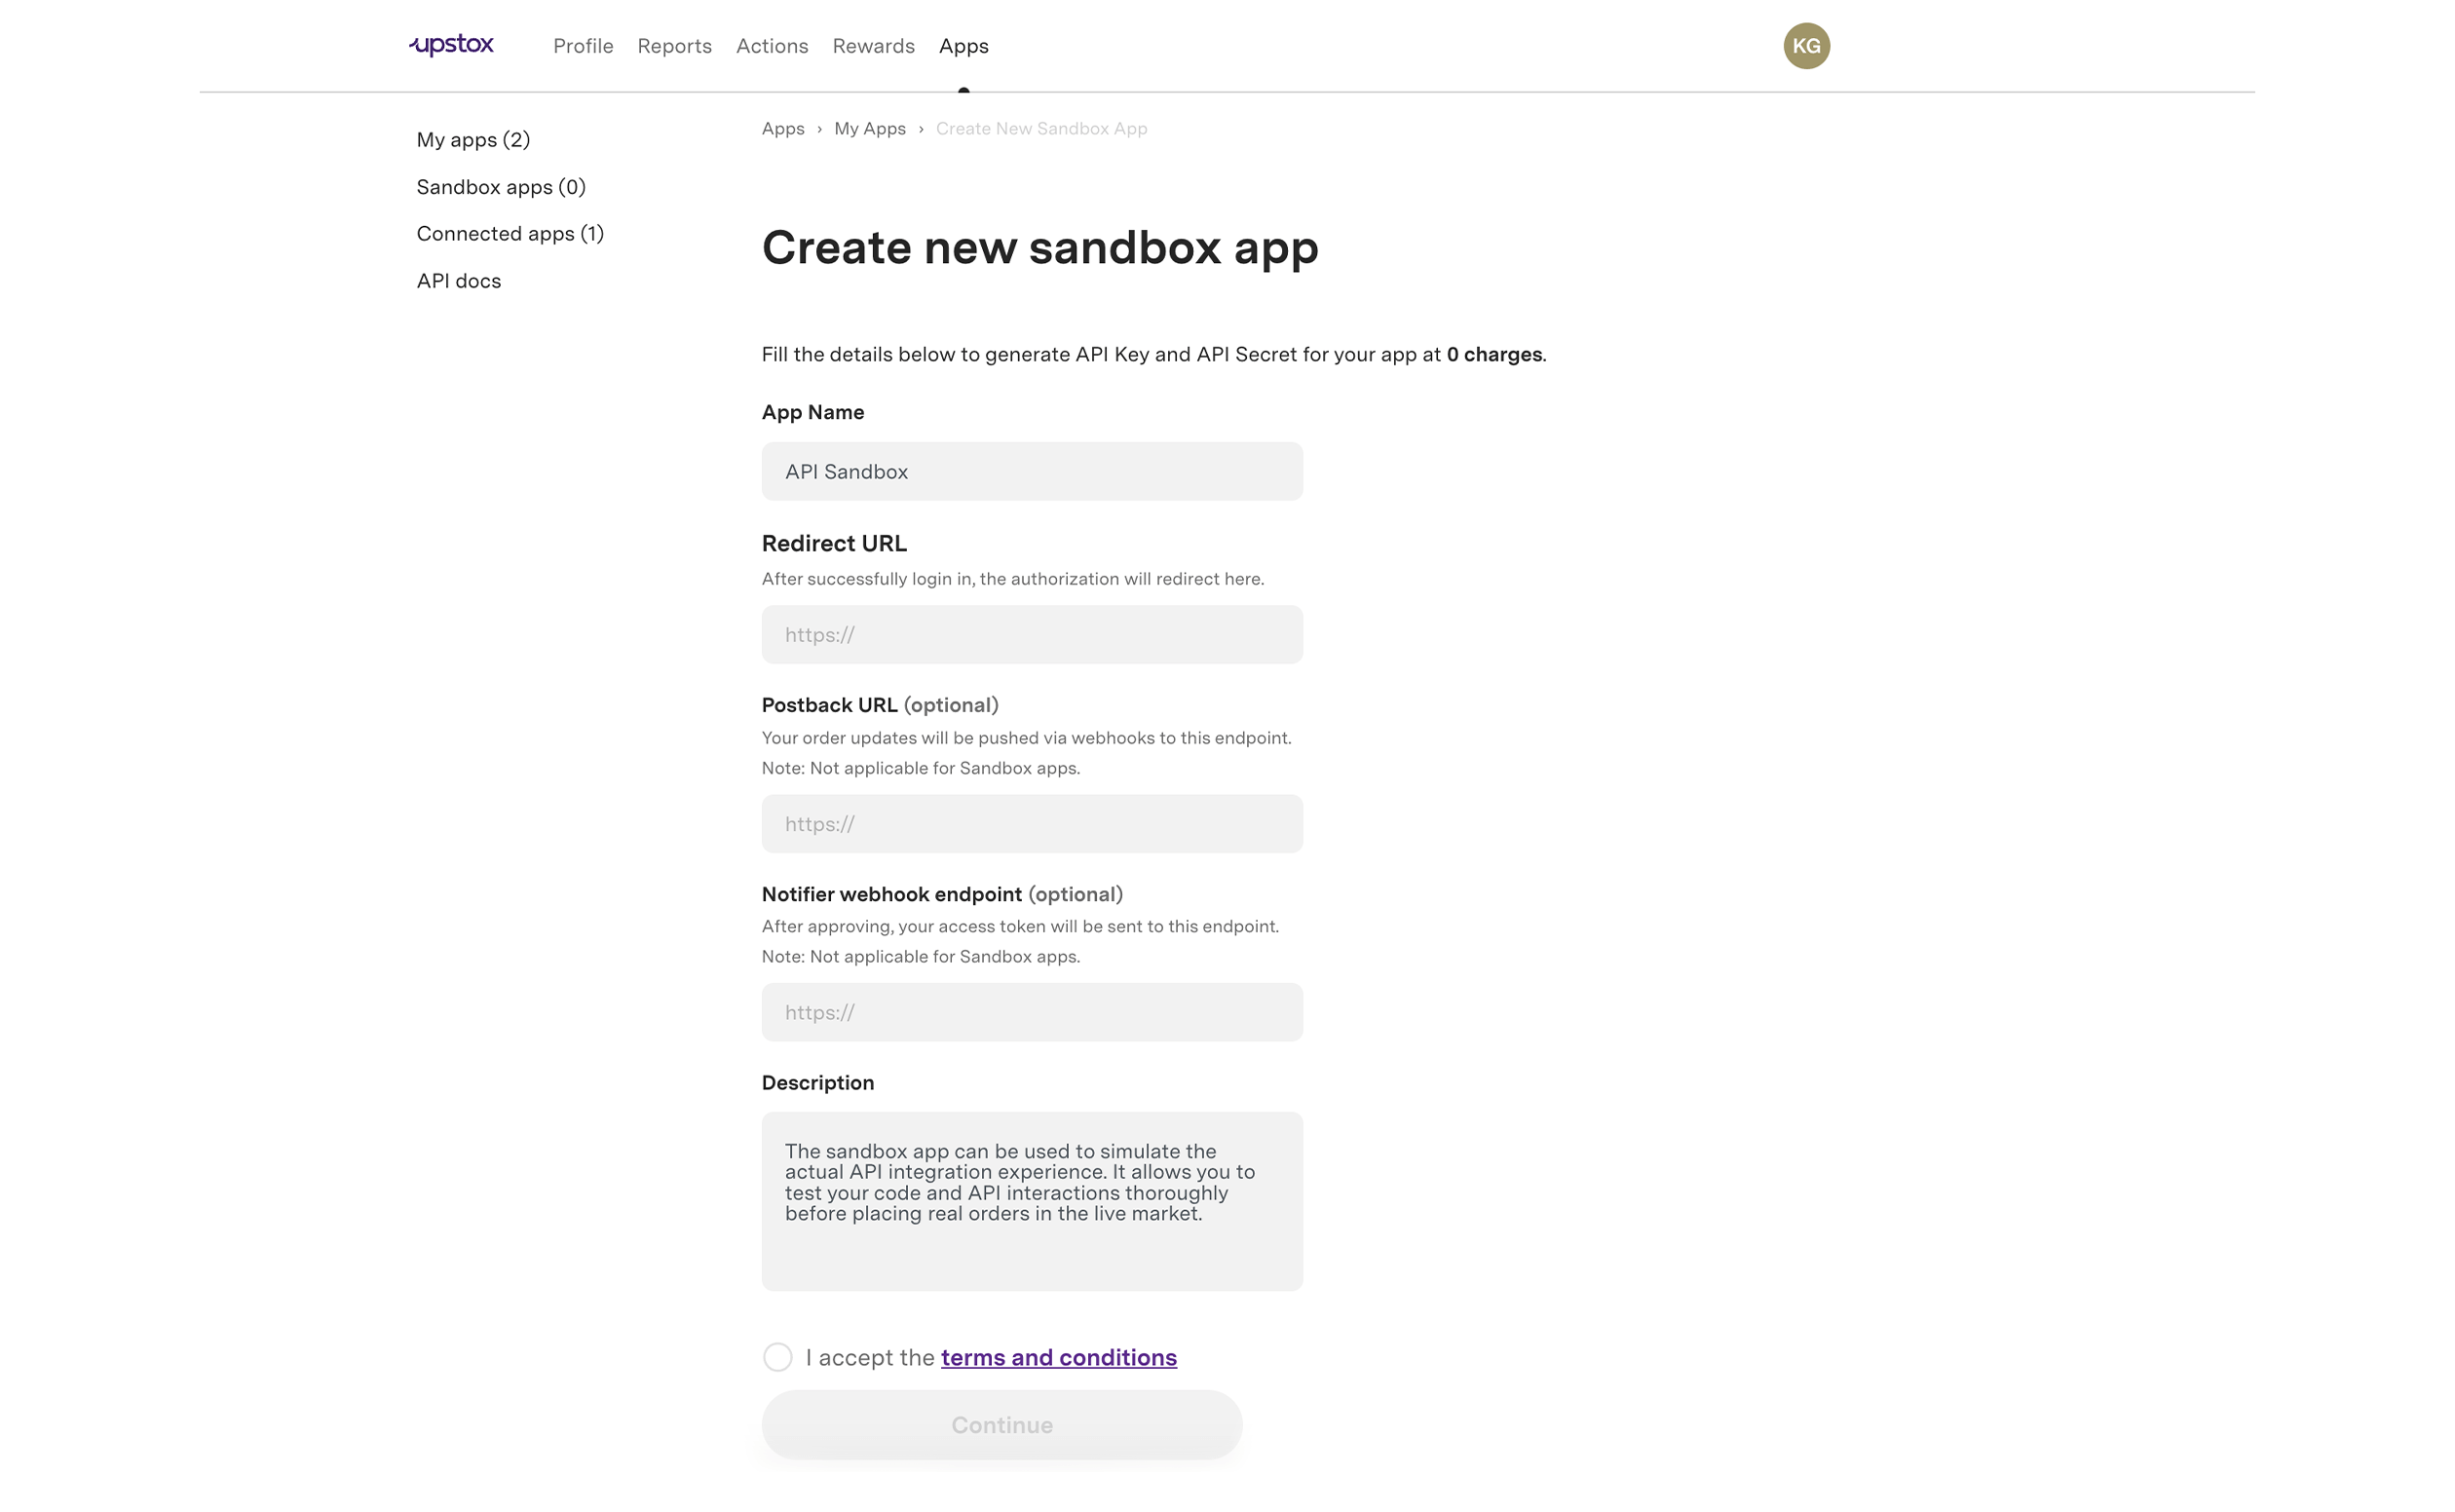 upstox
Profile Reports Actions Rewards Apps
KG
My apps (2)
Sandbox apps (0)
Connected apps (1)
API docs
Apps › My Apps › Create New Sandbox App
Create new sandbox app
Fill the details below to generate API Key and API Secret for your app at 0 charges.
App Name
API Sandbox
Redirect URL
After successfully login in, the authorization will redirect here.
https://
Postback URL (optional)
Your order updates will be pushed via webhooks to this endpoint.
Note: Not applicable for Sandbox apps.
https://
Notifier webhook endpoint (optional)
After approving, your access token will be sent to this endpoint.
Note: Not applicable for Sandbox apps.
https://
Description
The sandbox app can be used to simulate the
actual API integration experience. It allows you to
test your code and API interactions thoroughly
before placing real orders in the live market.
I accept the terms and conditions
Continue